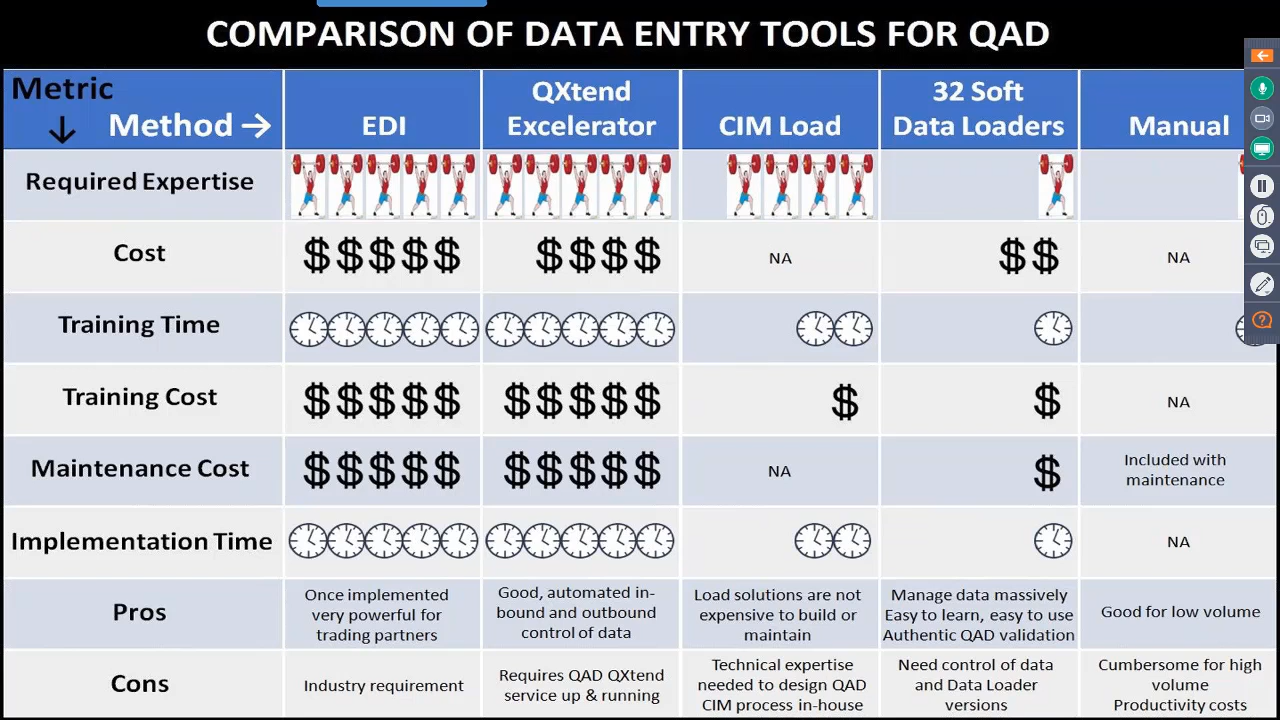 COMPARISON OF DATA ENTRY TOOLS FOR QAD
Metric
↓ Method →
EDI
QXtend
Excelerator
CIM Load
32 Soft
Data Loaders
Manual
Required Expertise
Cost
$$$$$
$$$$
NA
$$
NA
Training Time
Training Cost
$$$$$
$$$$$
$
$
NA
Maintenance Cost
$$$$$
$$$$$
NA
$
Included with
maintenance
Implementation Time
NA
Pros
Once implemented
very powerful for
trading partners
Good, automated in-
bound and outbound
control of data
Load solutions are not
expensive to build or
maintain
Manage data massively
Easy to learn, easy to use
Authentic QAD validation
Good for low volume
Cons
Industry requirement
Requires QAD QXtend
service up & running
Technical expertise
needed to design QAD
CIM process in-house
Need control of data
and Data Loader
versions
Cumbersome for high
volume
Productivity costs